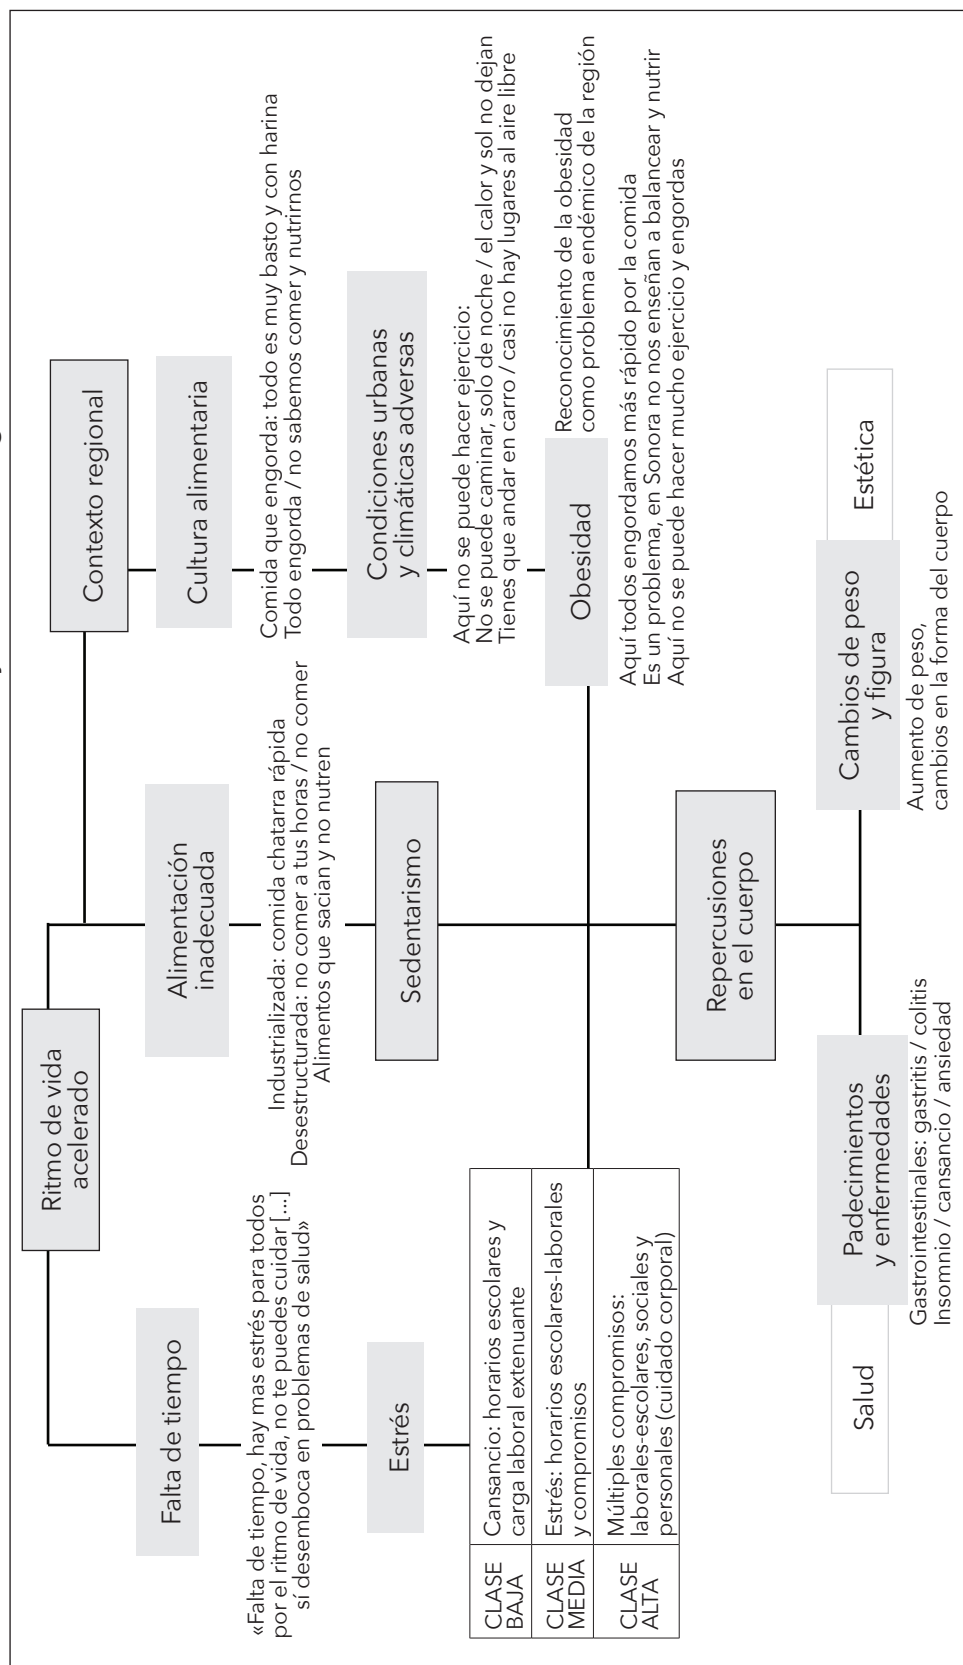 Ritmo de vida
acelerado
Contexto regional
Falta de tiempo
«Falta de tiempo, hay mas estrés para todos
por el ritmo de vida, no te puedes cuidar [...]
sí desemboca en problemas de salud»
Estrés
CLASE
BAJA
Cansancio: horarios escolares y
carga laboral extenuante
CLASE
MEDIA
Estrés: horarios escolares-laborales
y compromisos
CLASE
ALTA
Múltiples compromisos:
laborales-escolares, sociales y
personales (cuidado corporal)
Alimentación
inadecuada
Industrializada: comida chatarra rápida
Desestructurada: no comer a tus horas / no comer
Alimentos que sacian y no nutren
Sedentarismo
Cultura alimentaria
Comida que engorda: todo es muy basto y con harina
Todo engorda / no sabemos comer y nutrirnos
Condiciones urbanas
y climáticas adversas
Aquí no se puede hacer ejercicio:
No se puede caminar, solo de noche / el calor y sol no dejan
Tienes que andar en carro / casi no hay lugares al aire libre
Obesidad
Reconocimiento de la obesidad
como problema endémico de la región
Aquí todos engordamos más rápido por la comida
Es un problema, en Sonora no nos enseñan a balancear y nutrir
Aquí no se puede hacer mucho ejercicio y engordas
Repercusiones
en el cuerpo
Salud
Padecimientos
y enfermedades
Gastrointestinales: gastritis / colitis
Insomnio / cansancio / ansiedad
Cambios de peso
y figura
Estética
Aumento de peso,
cambios en la forma del cuerpo